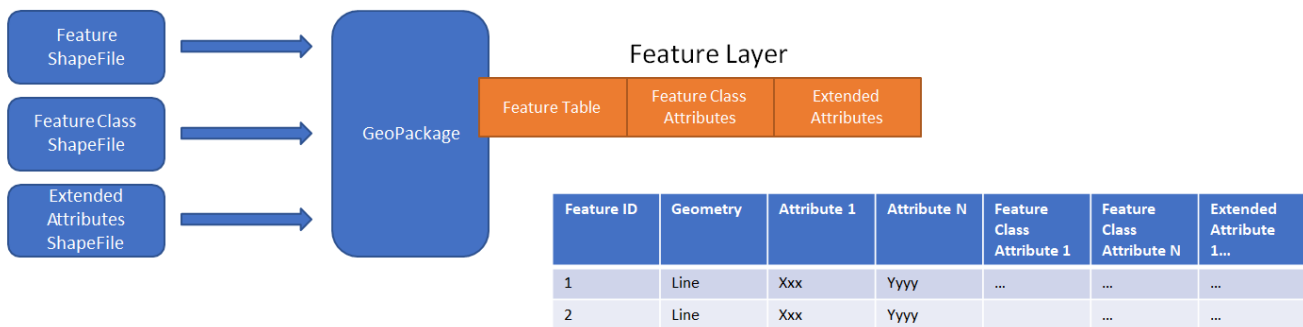 Feature
ShapeFile
Feature Class
ShapeFile
Extended
Attributes
ShapeFile
GeoPackage
Feature Layer
Feature Table
Feature Class
Attributes
Extended
Attributes
Feature ID
Geometry
Attribute 1
Attribute N
Feature
Class
Attribute 1
Feature
Class
Attribute N
Extended
Attribute
1...
1 Line Xxx Yyyy ... ... ...
2 Line Xxx Yyyy ... ...